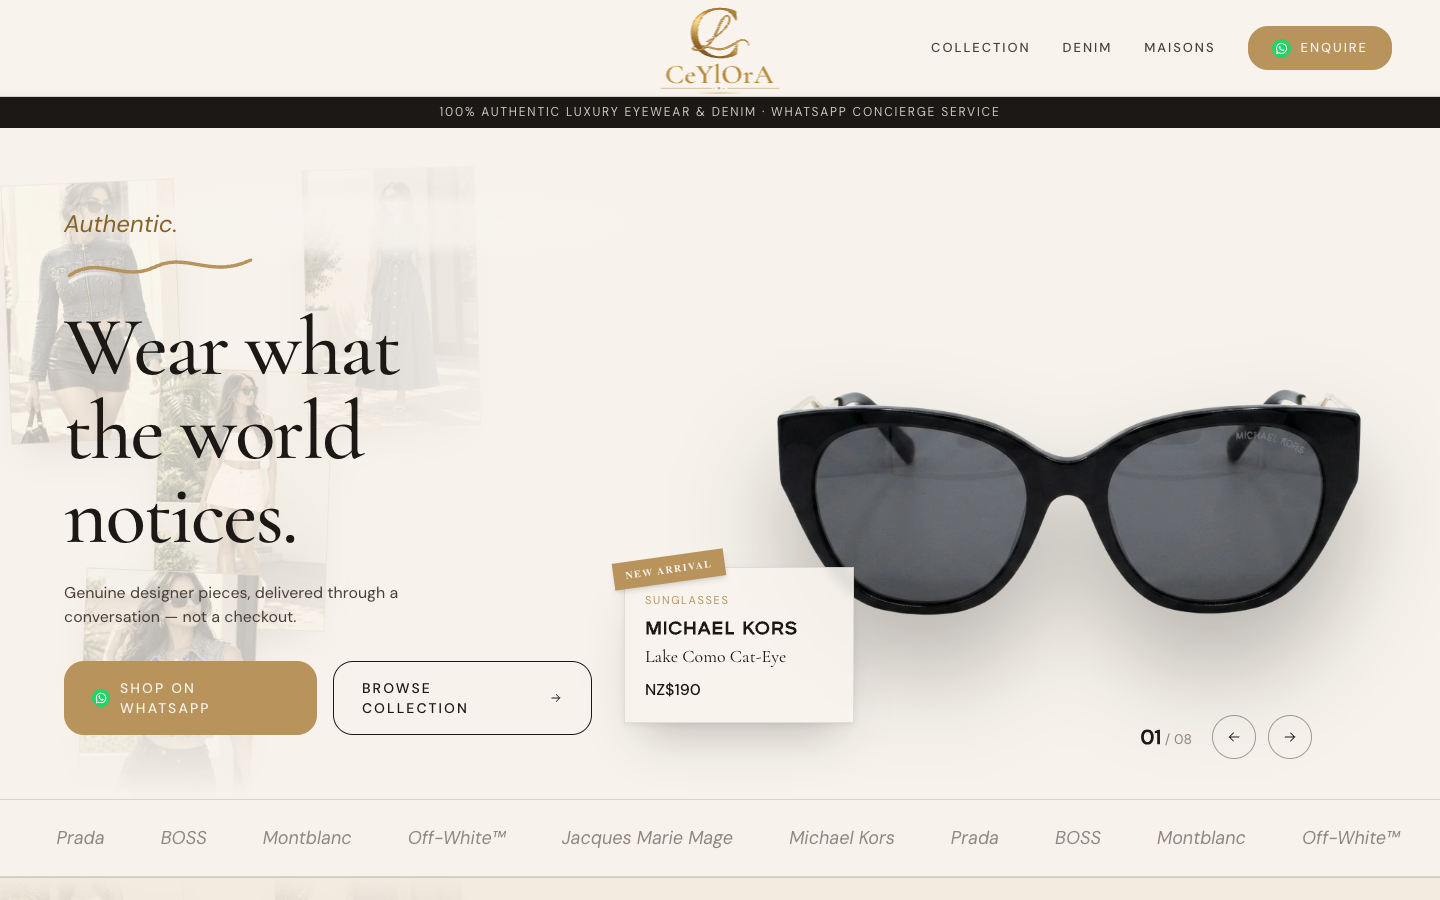 CeYlOrA
COLLECTION
DENIM
MAISONS
ENQUIRE
100% AUTHENTIC LUXURY EYEWEAR & DENIM · WHATSAPP CONCIERGE SERVICE
Authentic.
Wear what
the world
notices.
Genuine designer pieces, delivered through a
conversation — not a checkout.
SHOP ON
WHATSAPP
BROWSE
COLLECTION
→
MICHAEL KORS
NEW ARRIVAL
SUNGLASSES
MICHAEL KORS
Lake Como Cat-Eye
NZ$190
01 / 08
← →
Prada BOSS Montblanc Off-White™ Jacques Marie Mage Michael Kors Prada BOSS Montblanc Off-White™